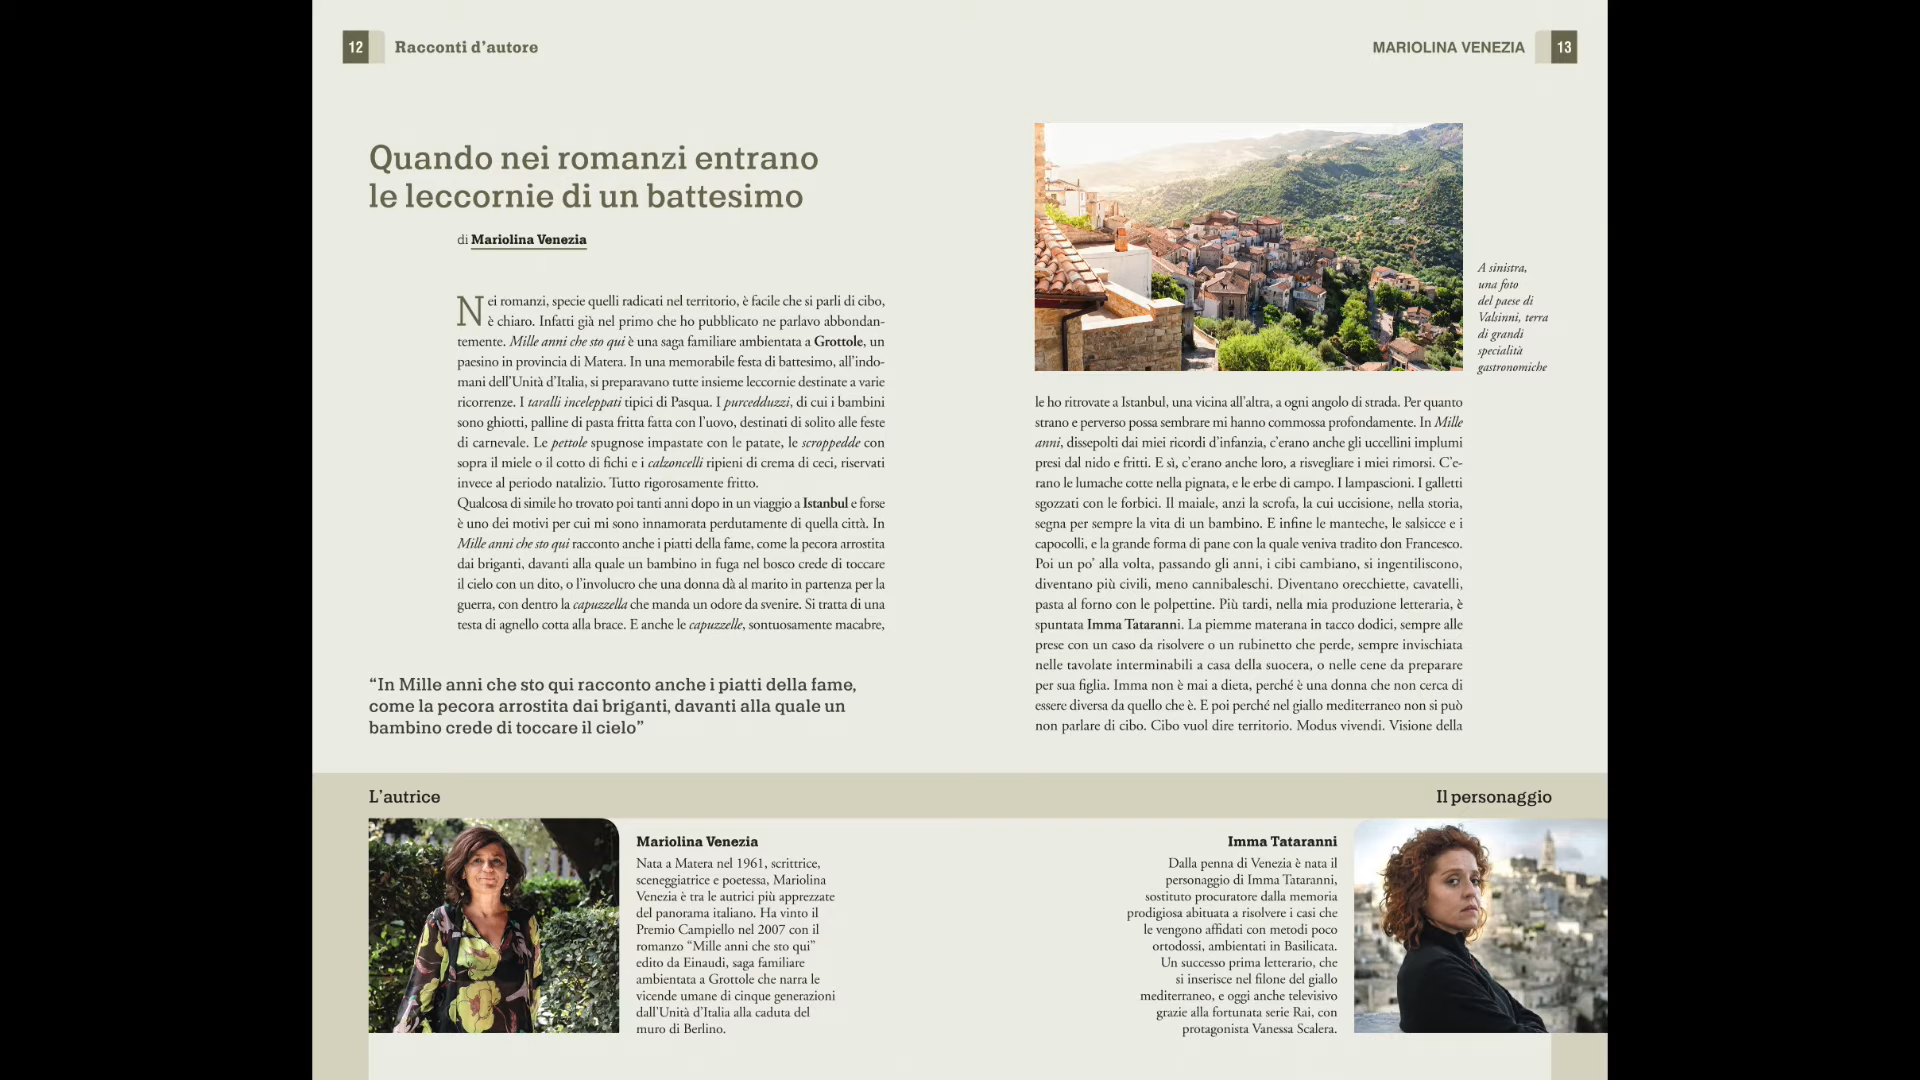 12 Racconti d’autore
MARIOLINA VENEZIA 13
Quando nei romanzi entrano
le leccornie di un battesimo
di Mariolina Venezia
Nei romanzi, specie quelli radicati nel territorio, è facile che si parli di cibo,
è chiaro. Infatti già nel primo che ho pubblicato ne parlavo abbondan-
temente. Mille anni che sto qui è una saga familiare ambientata a Grottole, un
paesino in provincia di Matera. In una memorabile festa di battesimo, all’indo-
mani dell’Unità d’Italia, si preparavano tutte insieme leccornie destinate a varie
ricorrenze. I taralli inceleppati tipici di Pasqua. I purcedduzzi, di cui i bambini
sono ghiotti, palline di pasta fritta fatta con l’uovo, destinati di solito alle feste
di carnevale. Le pettole spugnose impastate con le patate, le scroppedde con
sopra il miele o il cotto di fichi e i calzoncelli ripieni di crema di ceci, riservati
invece al periodo natalizio. Tutto rigorosamente fritto.
Qualcosa di simile ho trovato poi tanti anni dopo in un viaggio a Istanbul e forse
è uno dei motivi per cui mi sono innamorata perdutamente di quella città. In
Mille anni che sto qui racconto anche i piatti della fame, come la pecora arrostita
dai briganti, davanti alla quale un bambino in fuga nel bosco crede di toccare
il cielo con un dito, o l’involucro che una donna dà al marito in partenza per la
guerra, con dentro la capuzzella che manda un odore da svenire. Si tratta di una
testa di agnello cotta alla brace. E anche le capuzzelle, sontuosamente macabre,
“In Mille anni che sto qui racconto anche i piatti della fame,
come la pecora arrostita dai briganti, davanti alla quale un
bambino crede di toccare il cielo”
A sinistra,
una foto
del paese di
Valsinni, terra
di grandi
specialità
gastronomiche
le ho ritrovate a Istanbul, una vicina all’altra, a ogni angolo di strada. Per quanto
strano e perverso possa sembrare mi hanno commossa profondamente. In Mille
anni, dissepolti dai miei ricordi d’infanzia, c’erano anche gli uccellini implumi
presi dal nido e fritti. E sì, c’erano anche loro, a risvegliare i miei rimorsi. C’e-
rano le lumache cotte nella pignata, e le erbe di campo. I lampascioni. I galletti
sgozzati con le forbici. Il maiale, anzi la scrofa, la cui uccisione, nella storia,
segna per sempre la vita di un bambino. E infine le manteche, le salsicce e i
capocolli, e la grande forma di pane con la quale veniva tradito don Francesco.
Poi un po’ alla volta, passando gli anni, i cibi cambiano, si ingentiliscono,
diventano più civili, meno cannibaleschi. Diventano orecchiette, cavatelli,
pasta al forno con le polpettine. Più tardi, nella mia produzione letteraria, è
spuntata Imma Tataranni. La piemme materana in tacco dodici, sempre alle
prese con un caso da risolvere o un rubinetto che perde, sempre invischiata
nelle tavolate interminabili a casa della suocera, o nelle cene da preparare
per sua figlia. Imma non è mai a dieta, perché è una donna che non cerca di
essere diversa da quello che è. E poi perché nel giallo mediterraneo non si può
non parlare di cibo. Cibo vuol dire territorio. Modus vivendi. Visione della
L’autrice
Mariolina Venezia
Nata a Matera nel 1961, scrittrice,
sceneggiatrice e poetessa, Mariolina
Venezia è tra le autrici più apprezzate
del panorama italiano. Ha vinto il
Premio Campiello nel 2007 con il
romanzo “Mille anni che sto qui”
edito da Einaudi, saga familiare
ambientata a Grottole che narra le
vicende umane di cinque generazioni
dall’Unità d’Italia alla caduta del
muro di Berlino.
Il personaggio
Imma Tataranni
Dalla penna di Venezia è nata il
personaggio di Imma Tataranni,
sostituto procuratore dalla memoria
prodigiosa abituata a risolvere i casi che
le vengono affidati con metodi poco
ortodossi, ambientati in Basilicata.
Un successo prima letterario, che
si inserisce nel filone del giallo
mediterraneo, e oggi anche televisivo
grazie alla fortunata serie Rai, con
protagonista Vanessa Scalera.